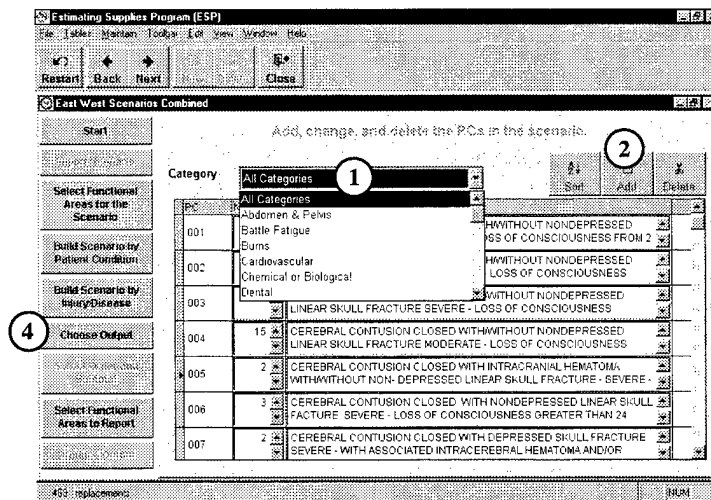 Estimating Supplies Program (ESP)
File Tables Maintain Toolbar Edit View Window Help
Restart Back Next Close
East West Scenarios Combined
Start
Add, change, and delete the PCs in the scenario.
Select Functional Areas for the Scenario
Build Scenario by Patient Condition
Build Scenario by Injury/Disease
4
Choose Output
Select Functional Areas to Report
Category
All Categories
1
2
Sort Add Delete
All Categories
Abdomen & Pelvis
Battle Fatigue
Burns
Cardiovascular
Chemical or Biological
Dental
PC
001
H/WITHOUT NONDEPRESSED
OSS OF CONSCIOUSNESS FROM 2
002
WITHOUT NONDEPRESSED
LOSS OF CONSCIOUSNESS
003
WITHOUT NONDEPRESSED
LINEAR SKULL FRACTURE SEVERE - LOSS OF CONSCIOUSNESS
004 15 CEREBRAL CONTUSION CLOSED WITH/WITHOUT NONDEPRESSED
LINEAR SKULL FRACTURE MODERATE - LOSS OF CONSCIOUSNESS
005 2 CEREBRAL CONTUSION CLOSED WITH INTRACRANIAL HEMATOMA
WITH/WITHOUT NON- DEPRESSED LINEAR SKULL FRACTURE - SEVERE -
006 3 CEREBRAL CONTUSION CLOSED WITH NONDEPRESSED LINEAR SKULL
FACTURE SEVERE - LOSS OF CONSCIOUSNESS GREATER THAN 24
007 2 CEREBRAL CONTUSION CLOSED WITH DEPRESSED SKULL FRACTURE
SEVERE - WITH ASSOCIATED INTRACEREBRAL HEMATOMA AND/OR
NUM